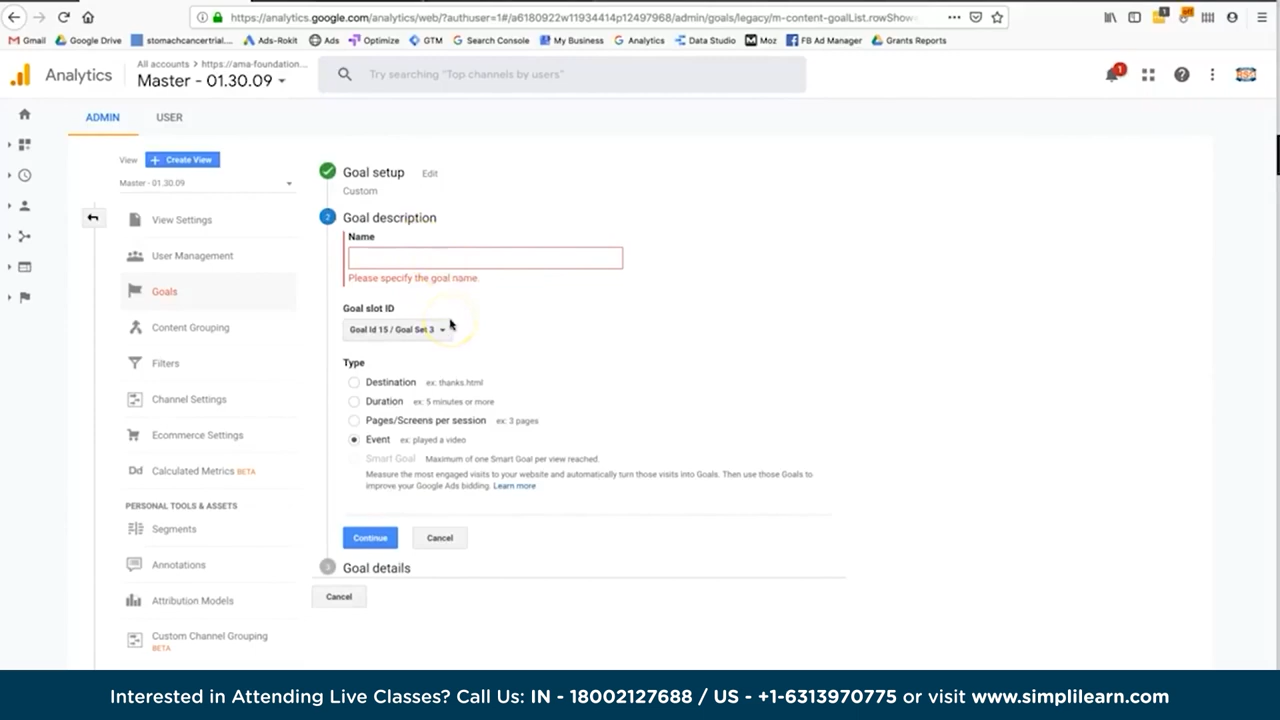 https://analytics.google.com/analytics/web/?authuser=1#/a6180922w11934414p12497968/admin/goals/legacy/m-content-goalList.rowShow
Gmail Google Drive stomachcancertrial.... Ads-Rokit Ads Optimize GTM Search Console My Business Analytics Data Studio Moz FB Ad Manager Grants Reports
Analytics
All accounts > https://ama-foundation...
Master - 01.30.09
Try searching "Top channels by users"
1
ADMIN USER
View + Create View
Master - 01.30.09
View Settings
User Management
Goals
Content Grouping
Filters
Channel Settings
Ecommerce Settings
Dd Calculated Metrics BETA
PERSONAL TOOLS & ASSETS
Segments
Annotations
Attribution Models
Custom Channel Grouping
BETA
Goal setup Edit
Custom
2 Goal description
Name
Please specify the goal name.
Goal slot ID
Goal Id 15 / Goal Set 3
Type
Destination ex: thanks.html
Duration ex: 5 minutes or more
Pages/Screens per session ex: 3 pages
Event ex: played a video
Smart Goal Maximum of one Smart Goal per view reached.
Measure the most engaged visits to your website and automatically turn those visits into Goals. Then use those Goals to
improve your Google Ads bidding. Learn more
Continue Cancel
3 Goal details
Cancel
Interested in Attending Live Classes? Call Us: IN - 18002127688 / US - +1-6313970775 or visit www.simplilearn.com